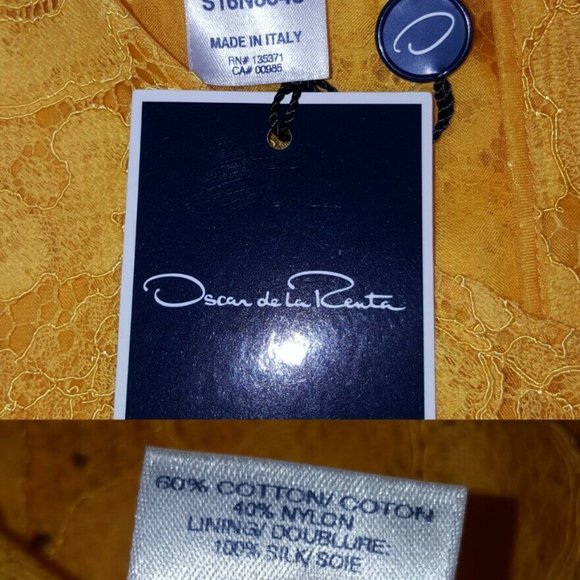 MADE IN ITALY
RN# 135371
CA# 00985
Oscar de la Renta
60% COTTON/ COTON
40% NYLON
LINING/ DOUBLURE:
100% SILK/ SOIE